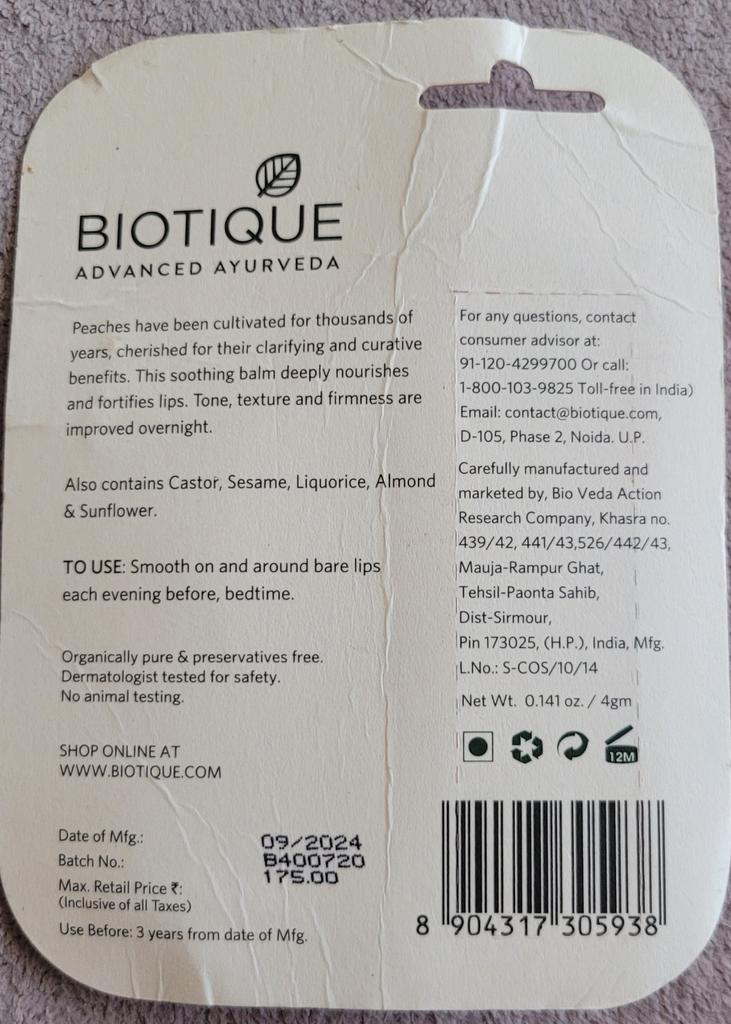 BIOTIQUE
ADVANCED AYURVEDA
Peaches have been cultivated for thousands of
years, cherished for their clarifying and curative
benefits. This soothing balm deeply nourishes
and fortifies lips. Tone, texture and firmness are
improved overnight.
Also contains Castor, Sesame, Liquorice, Almond
& Sunflower.
TO USE: Smooth on and around bare lips
each evening before, bedtime.
Organically pure & preservatives free.
Dermatologist tested for safety.
No animal testing.
SHOP ONLINE AT
WWW.BIOTIQUE.COM
Date of Mfg.: 09/2024
Batch No.: B400720
Max. Retail Price ₹: 175.00
(Inclusive of all Taxes)
Use Before: 3 years from date of Mfg.
For any questions, contact
consumer advisor at:
91-120-4299700 Or call:
1-800-103-9825 Toll-free in India)
Email: contact@biotique.com,
D-105, Phase 2, Noida. U.P.
Carefully manufactured and
marketed by, Bio Veda Action
Research Company, Khasra no.
439/42, 441/43,526/442/43,
Mauja-Rampur Ghat,
Tehsil-Paonta Sahib,
Dist-Sirmour,
Pin 173025, (H.P.), India, Mfg.
L.No.: S-COS/10/14
Net Wt. 0.141 oz. / 4gm
12M
8 904317 305938